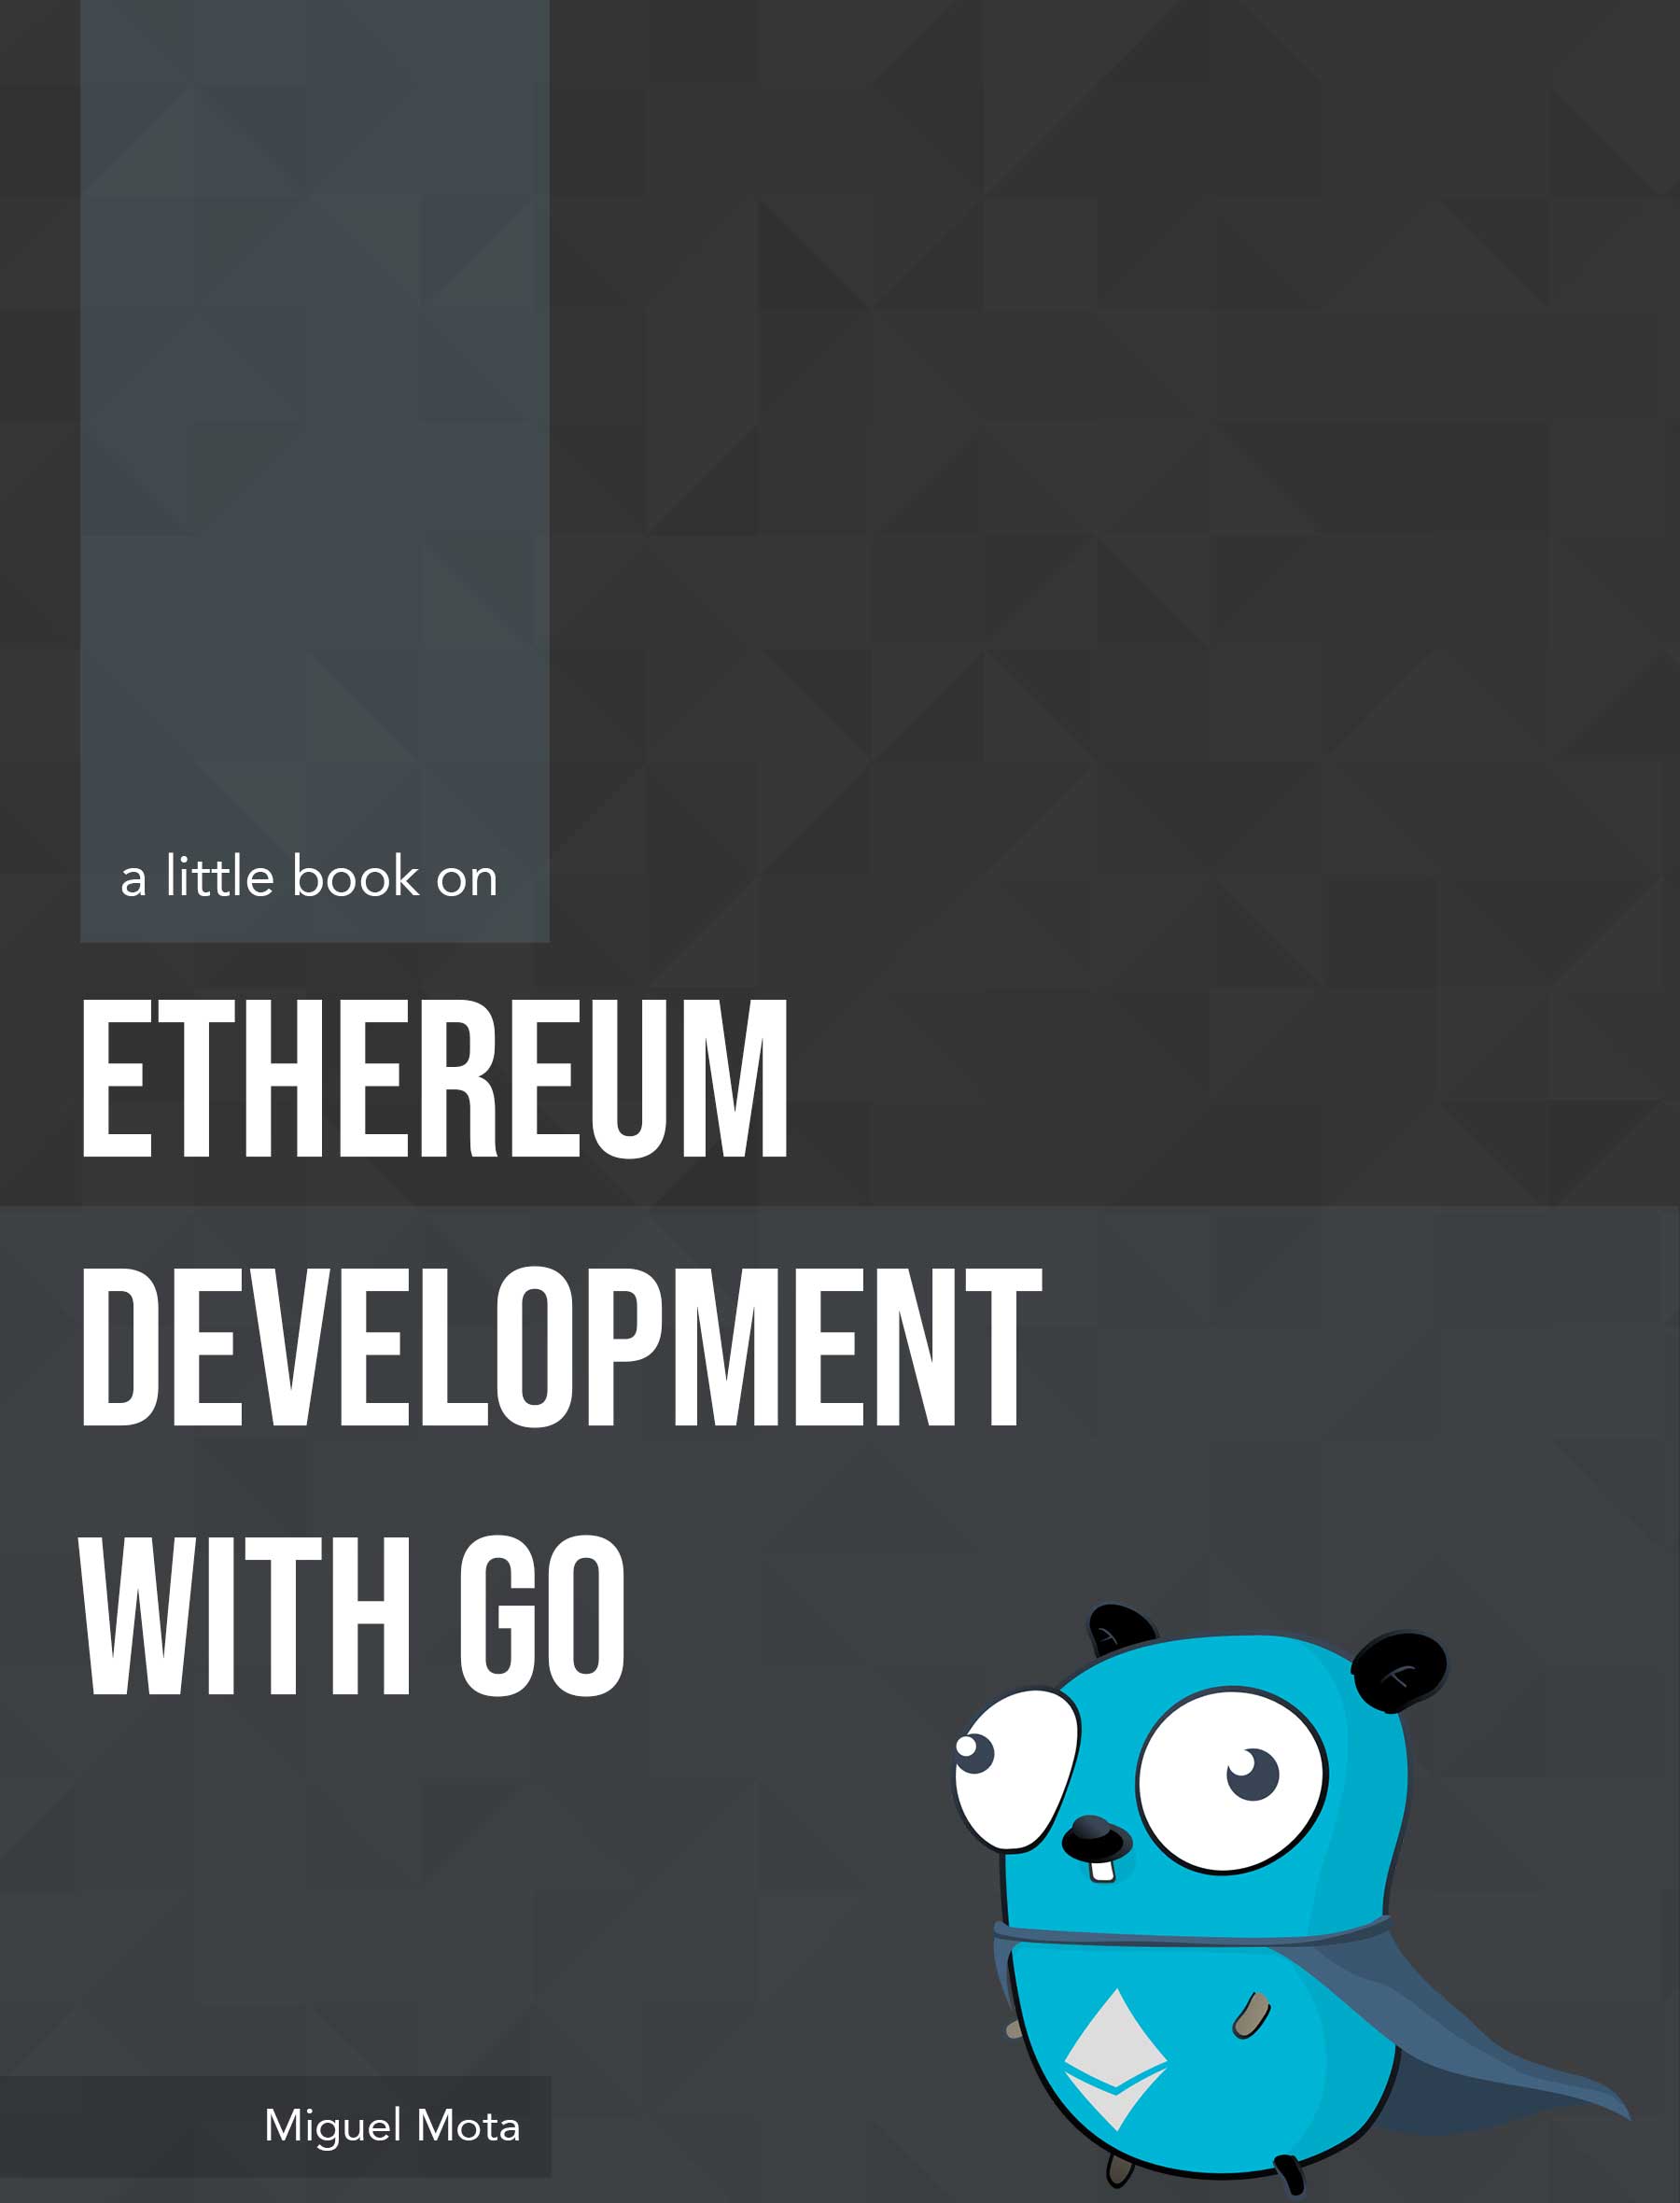 a little book on
ETHEREUM
DEVELOPMENT
WITH GO
Miguel Mota